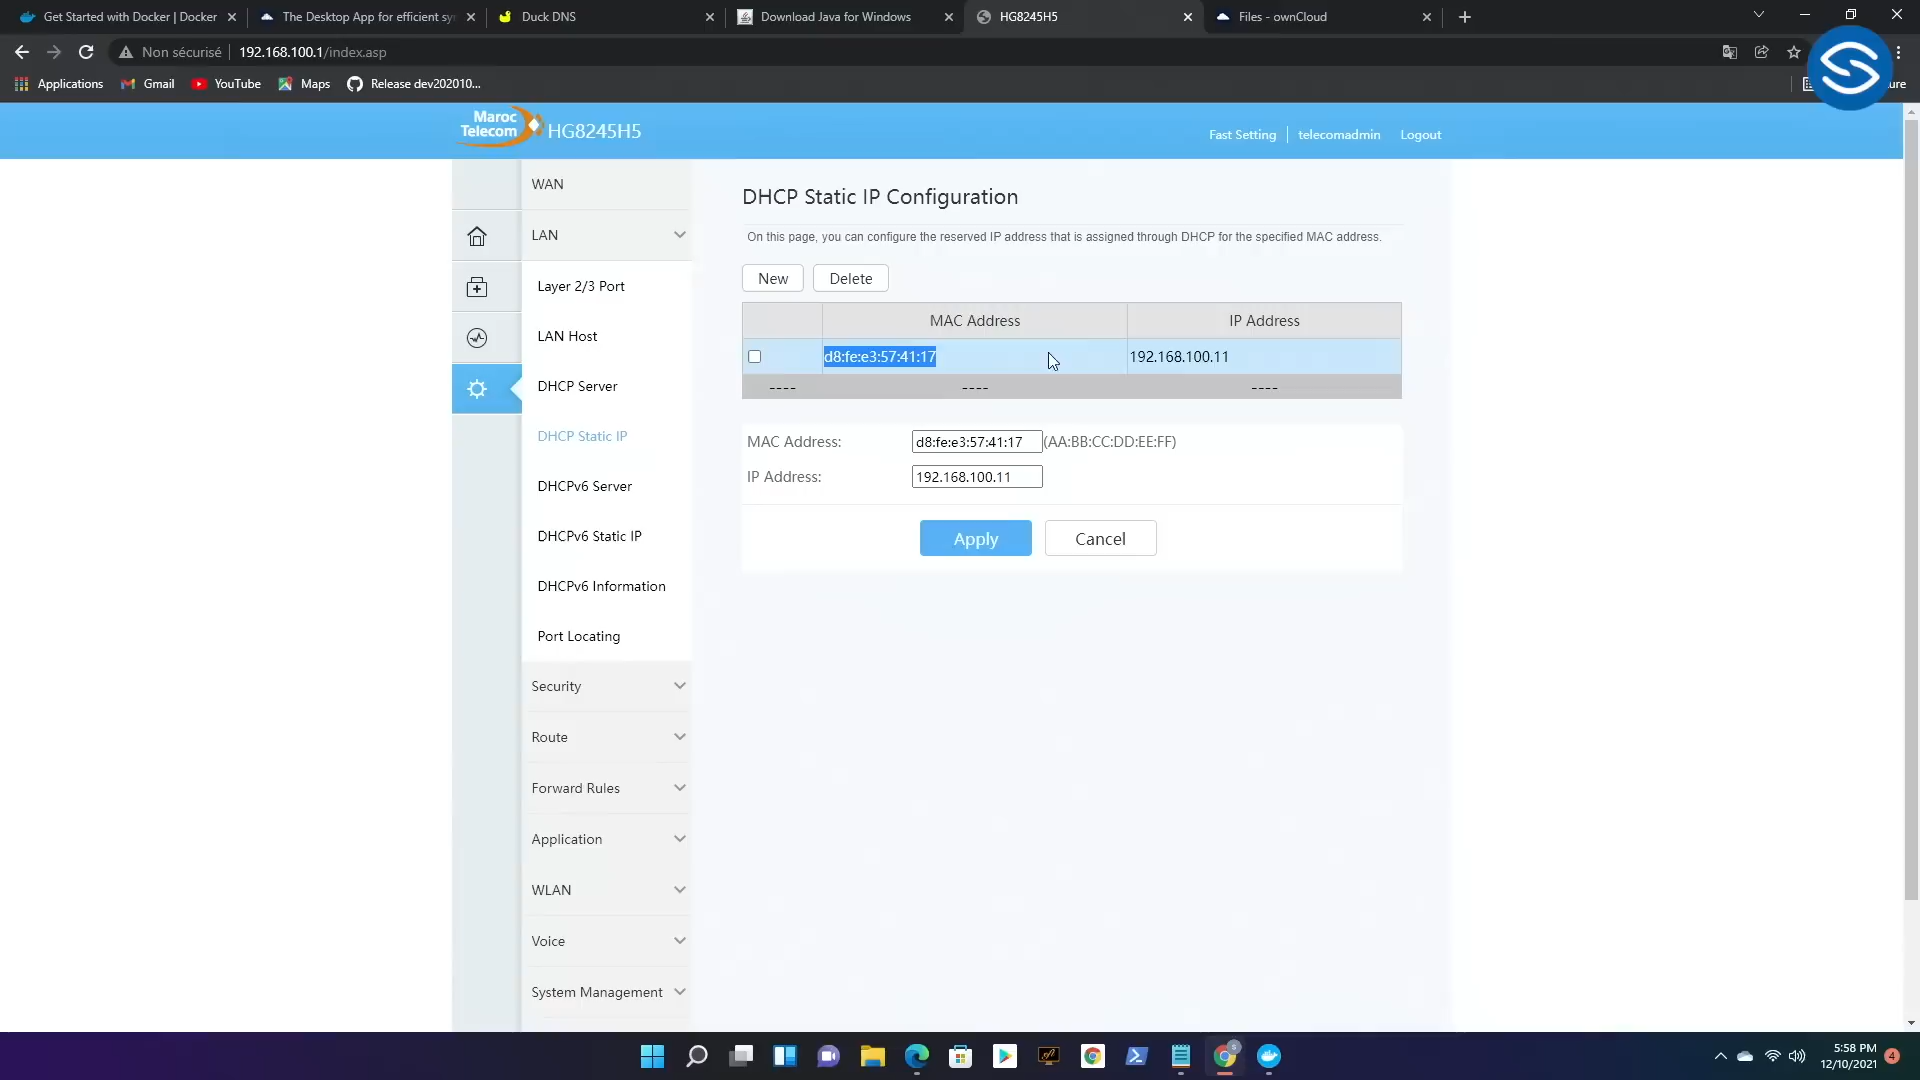 Get Started with Docker | Docker
The Desktop App for efficient sy
Duck DNS
Download Java for Windows
HG8245H5
Files - ownCloud
Non sécurisé
192.168.100.1/index.asp
Applications
Gmail
YouTube
Maps
Release dev202010...
ure
Maroc
Telecom
HG8245H5
Fast Setting
telecomadmin
Logout
WAN
LAN
Layer 2/3 Port
LAN Host
DHCP Server
DHCP Static IP
DHCPv6 Server
DHCPv6 Static IP
DHCPv6 Information
Port Locating
Security
Route
Forward Rules
Application
WLAN
Voice
System Management
DHCP Static IP Configuration
On this page, you can configure the reserved IP address that is assigned through DHCP for the specified MAC address.
New
Delete
MAC Address
IP Address
d8:fe:e3:57:41:17
192.168.100.11
----
----
----
MAC Address:
d8:fe:e3:57:41:17
(AA:BB:CC:DD:EE:FF)
IP Address:
192.168.100.11
Apply
Cancel
5:58 PM
12/10/2021
4